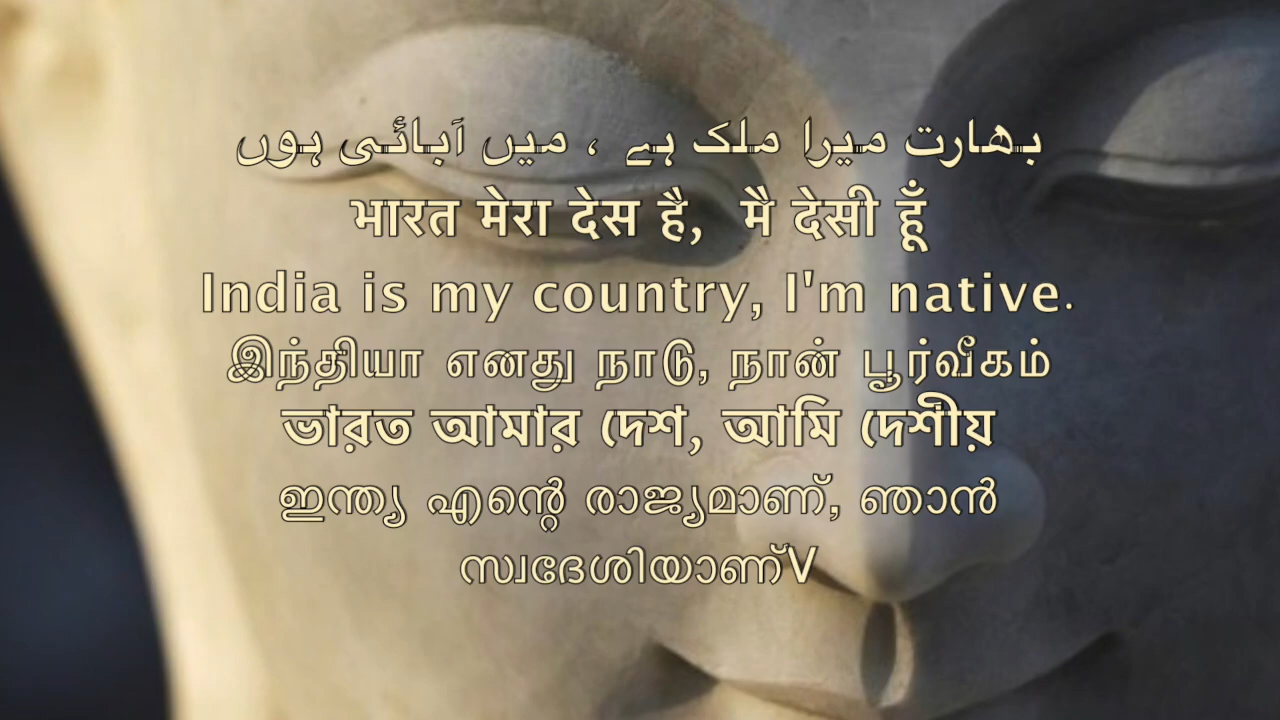 بھارت میرا ملک ہے ، میں آبائی ہوں
भारत मेरा देस है, मै देसी हूँ
India is my country, I'm native.
இந்தியா எனது நாடு, நான் பூர்வீகம்
ভারত আমার দেশ, আমি দেশীয়
ഇന്ത്യ എന്റെ രാജ്യമാണ്, ഞാൻ
സ്വദേശിയാണ്V